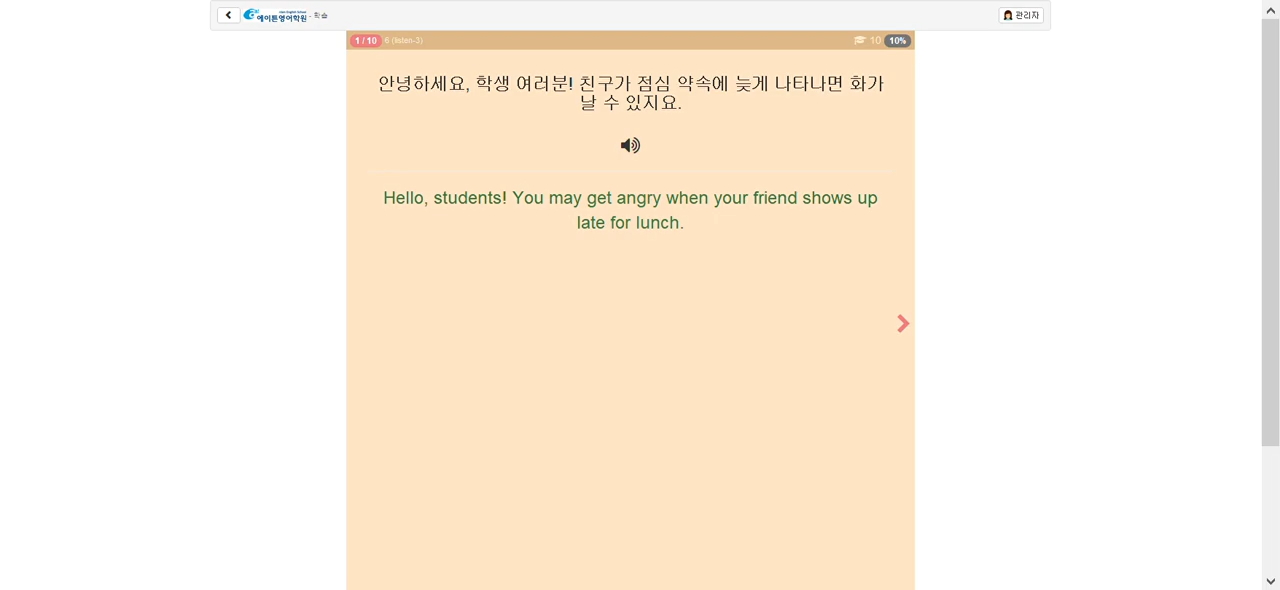 에이튼영어학원 - 학습
관리자
1 / 10 6 (listen-3) 10 10%
안녕하세요, 학생 여러분! 친구가 점심 약속에 늦게 나타나면 화가
날 수 있지요.
Hello, students! You may get angry when your friend shows up
late for lunch.